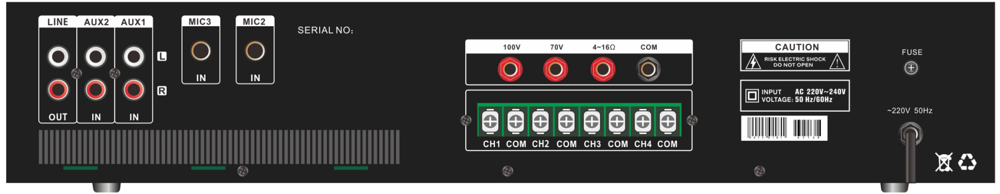 LINE AUX2 AUX1
L
R
OUT IN IN
MIC3
IN
MIC2
IN
SERIAL NO:
100V 70V 4~16Ω COM
CH1 COM CH2 COM CH3 COM CH4 COM
CAUTION
RISK ELECTRIC SHOCK
DO NOT OPEN
INPUT AC 220V~240V
VOLTAGE: 50 Hz/60Hz
FUSE
~220V 50Hz